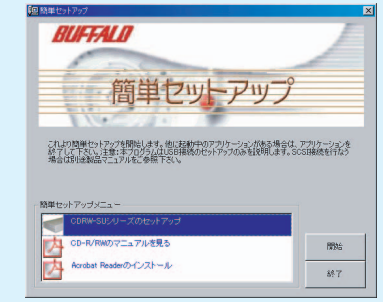 簡単セットアップ
BUFFALO
簡単セットアップ
これより簡単セットアップを開始します。他に起動中のアプリケーションがある場合は、アプリケーションを
終了して下さい。注意:本プログラムはUSB接続のセットアップのみを説明します。SCSI接続を行なう
場合は別途製品マニュアルをご参照下さい。
簡単セットアップメニュー
CDRW-SUシリーズのセットアップ
CD-R/RWのマニュアルを見る
Acrobat Readerのインストール
開始
終了